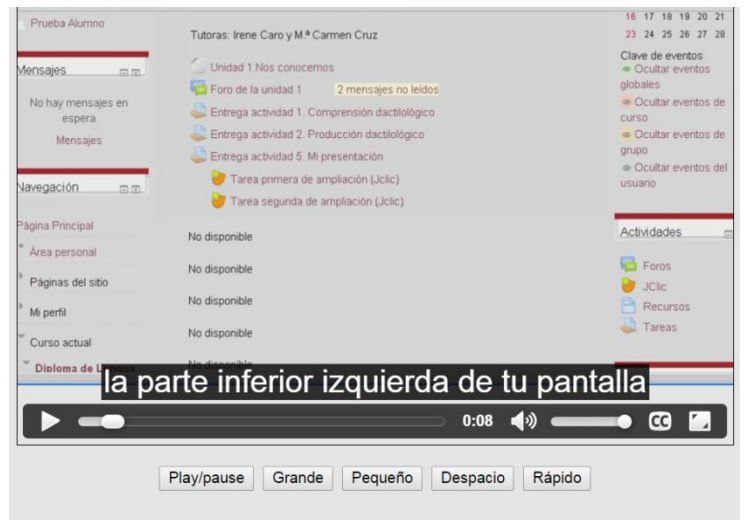 Prueba Alumno
Mensajes
No hay mensajes en
espera
Mensajes
Navegación
Página Principal
Área personal
Páginas del sitio
Mi perfil
Curso actual
Diploma de Lengua
Tutoras: Irene Caro y M.ª Carmen Cruz
Unidad 1.Nos conocemos
Foro de la unidad 1 2 mensajes no leídos
Entrega actividad 1. Comprensión dactilológico
Entrega actividad 2. Producción dactilológico
Entrega actividad 5. Mi presentación
Tarea primera de ampliación (Jclic)
Tarea segunda de ampliación (Jclic)
No disponible
No disponible
No disponible
No disponible
No disponible
16 17 18 19 20 21
23 24 25 26 27 28
Clave de eventos
Ocultar eventos
globales
Ocultar eventos de
curso
Ocultar eventos de
grupo
Ocultar eventos del
usuario
Actividades
Foros
JClic
Recursos
Tareas
la parte inferior izquierda de tu pantalla
0:08 CC
Play/pause Grande Pequeño Despacio Rápido